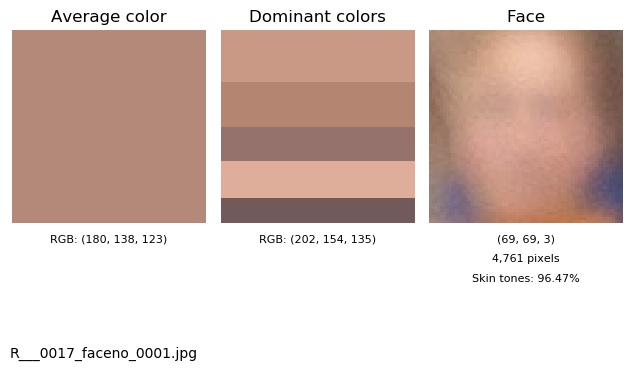 Average color
Dominant colors
Face
RGB: (180, 138, 123)
RGB: (202, 154, 135)
(69, 69, 3)
4,761 pixels
Skin tones: 96.47%
R___0017_faceno_0001.jpg